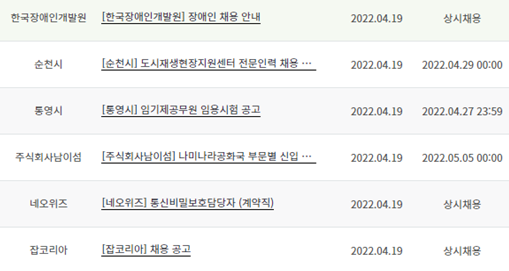 한국장애인개발원 [한국장애인개발원] 장애인 채용 안내 2022.04.19 상시채용
순천시 [순천시] 도시재생현장지원센터 전문인력 채용 … 2022.04.19 2022.04.29 00:00
통영시 [통영시] 임기제공무원 임용시험 공고 2022.04.19 2022.04.27 23:59
주식회사남이섬 [주식회사남이섬] 나미나라공화국 부문별 신입 … 2022.04.19 2022.05.05 00:00
네오위즈 [네오위즈] 통신비밀보호담당자 (계약직) 2022.04.19 상시채용
잡코리아 [잡코리아] 채용 공고 2022.04.19 상시채용